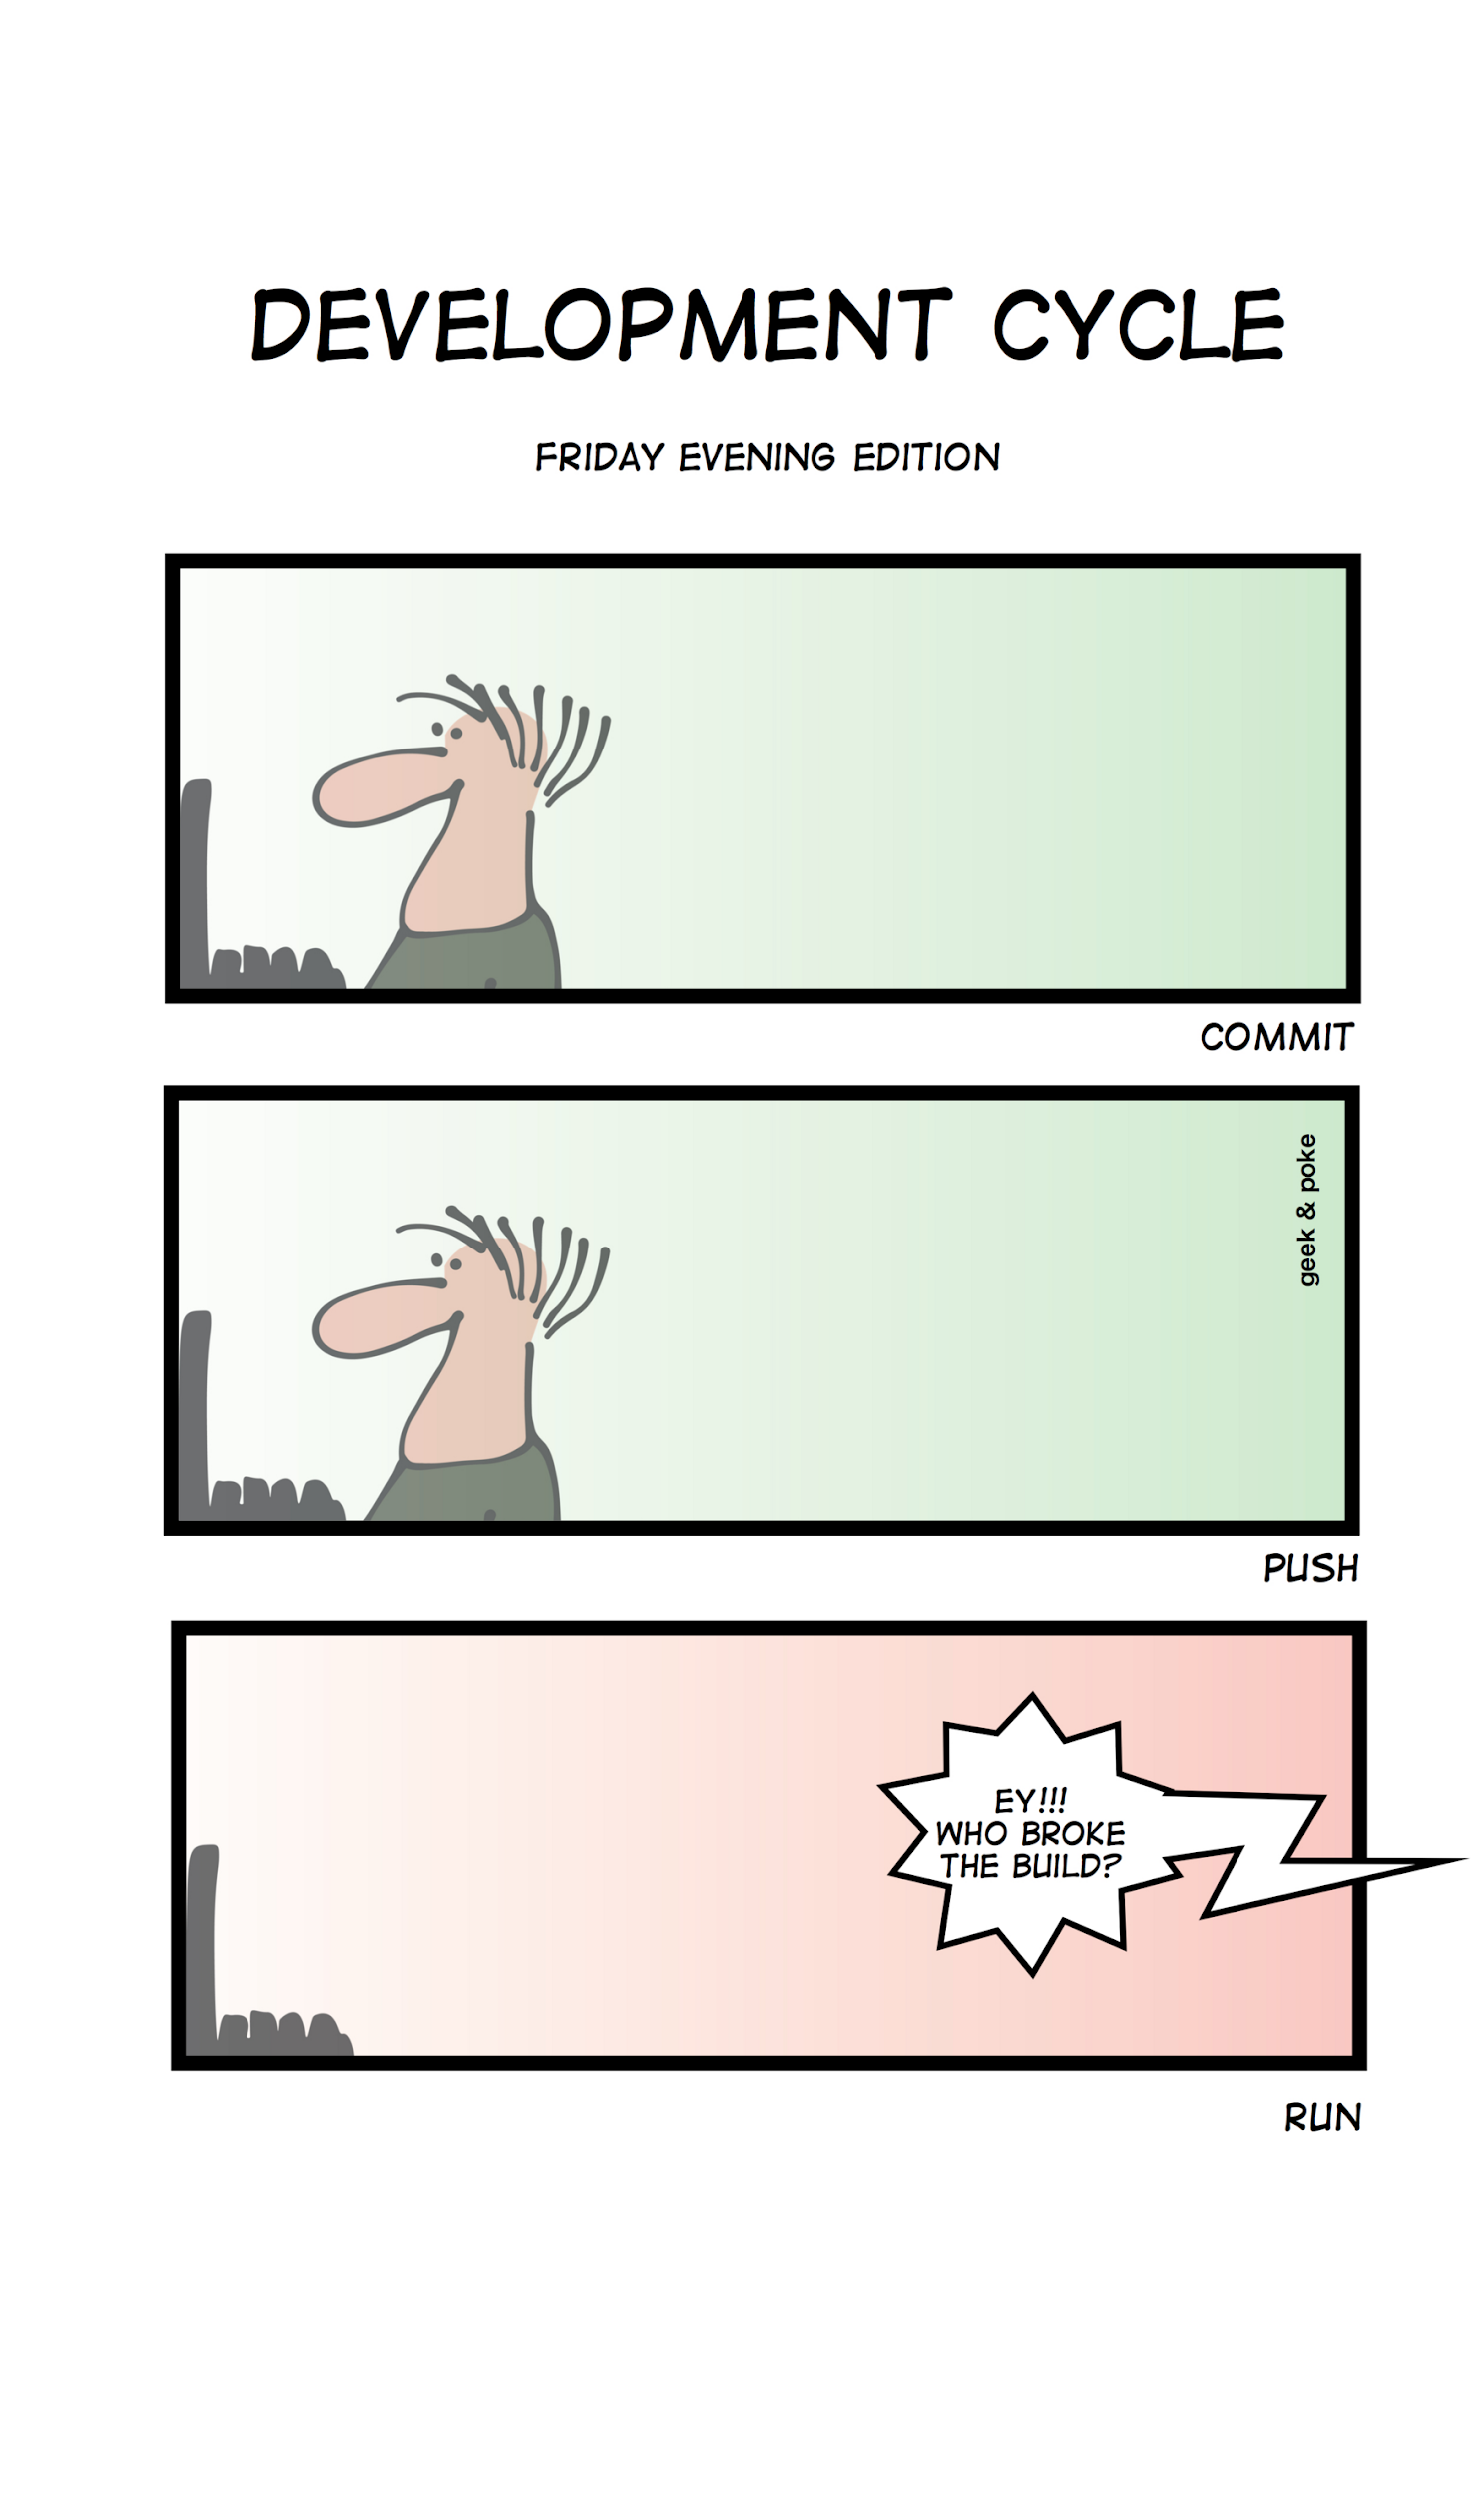 DEVELOPMENT CYCLE
FRIDAY EVENING EDITION
COMMIT
geek & poke
PUSH
EY!!!
WHO BROKE
THE BUILD?
RUN